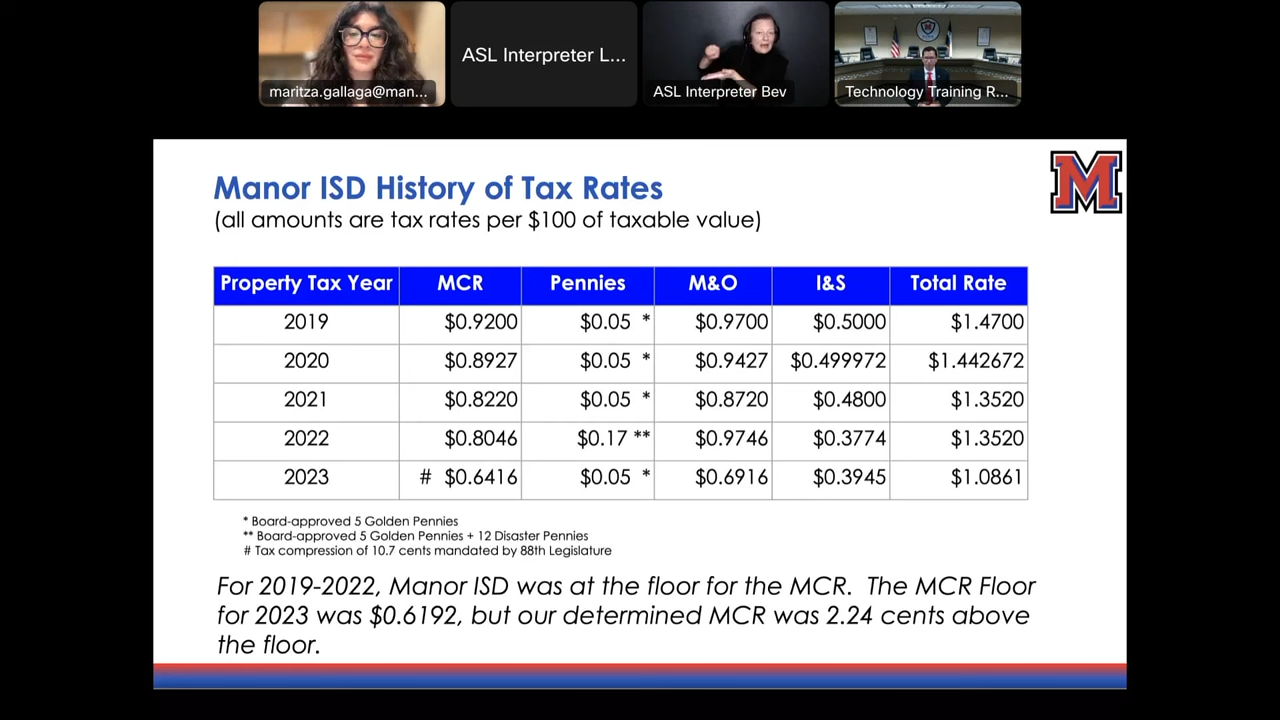 maritza.gallaga@man...
ASL Interpreter L...
ASL Interpreter Bev
Technology Training R...
M
Manor ISD History of Tax Rates
(all amounts are tax rates per $100 of taxable value)
Property Tax Year MCR Pennies M&O I&S Total Rate
2019 $0.9200 $0.05 * $0.9700 $0.5000 $1.4700
2020 $0.8927 $0.05 * $0.9427 $0.499972 $1.442672
2021 $0.8220 $0.05 * $0.8720 $0.4800 $1.3520
2022 $0.8046 $0.17 ** $0.9746 $0.3774 $1.3520
2023 # $0.6416 $0.05 * $0.6916 $0.3945 $1.0861
* Board-approved 5 Golden Pennies
** Board-approved 5 Golden Pennies + 12 Disaster Pennies
# Tax compression of 10.7 cents mandated by 88th Legislature
For 2019-2022, Manor ISD was at the floor for the MCR. The MCR Floor
for 2023 was $0.6192, but our determined MCR was 2.24 cents above
the floor.